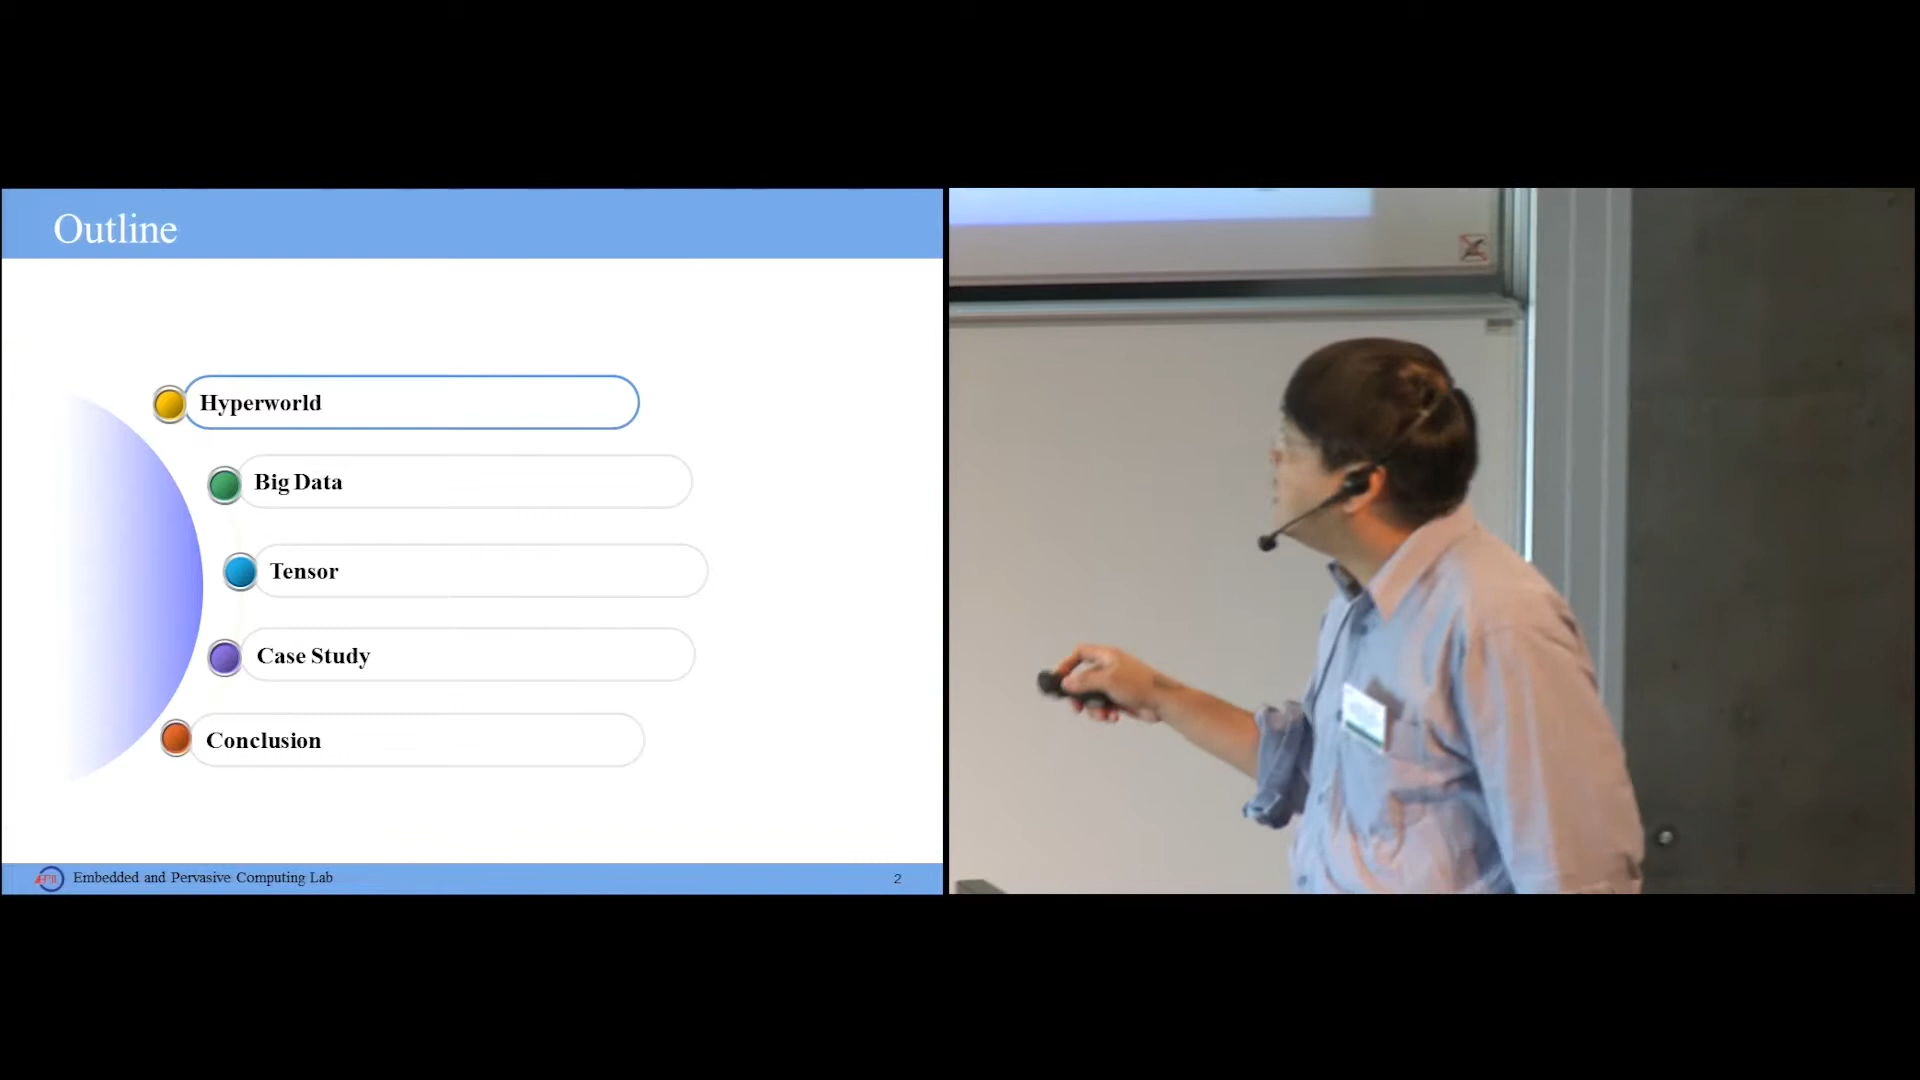 Outline
Hyperworld
Big Data
Tensor
Case Study
Conclusion
Embedded and Pervasive Computing Lab
2